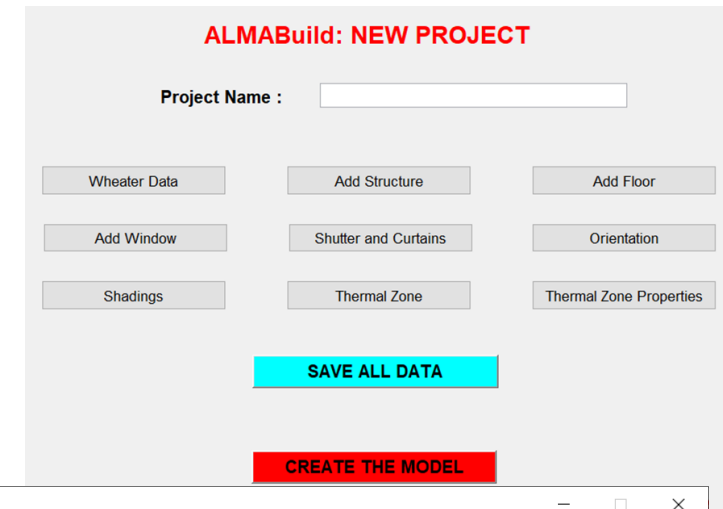 ALMABuild: NEW PROJECT
Project Name :
Wheater Data Add Structure Add Floor
Add Window Shutter and Curtains Orientation
Shadings Thermal Zone Thermal Zone Properties
SAVE ALL DATA
CREATE THE MODEL